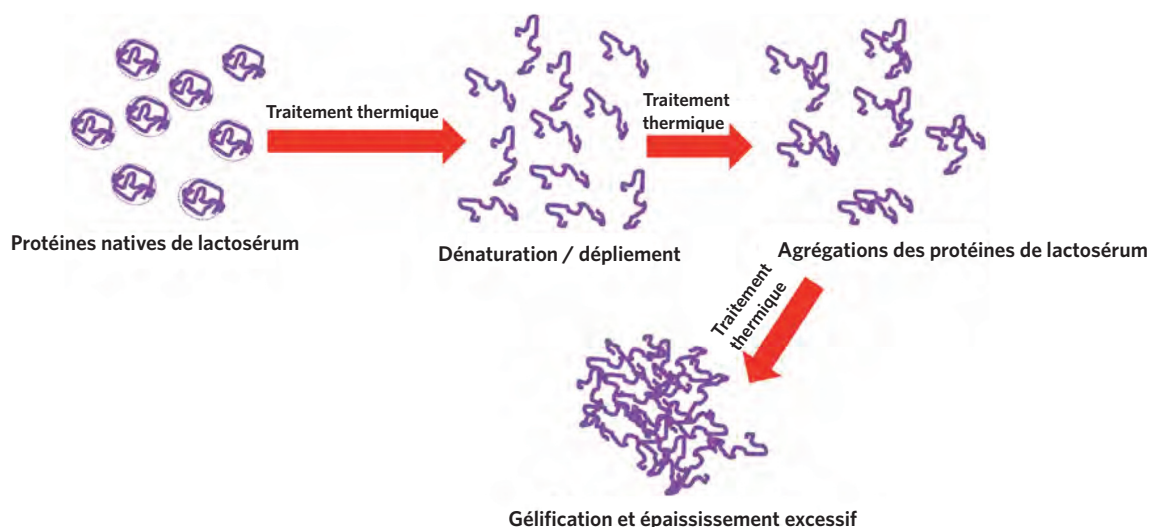 Traitement thermique
Traitement
thermique
Protéines natives de lactosérum
Dénaturation / dépliement
Agrégations des protéines de lactosérum
Traitement
thermique
Gélification et épaississement excessif